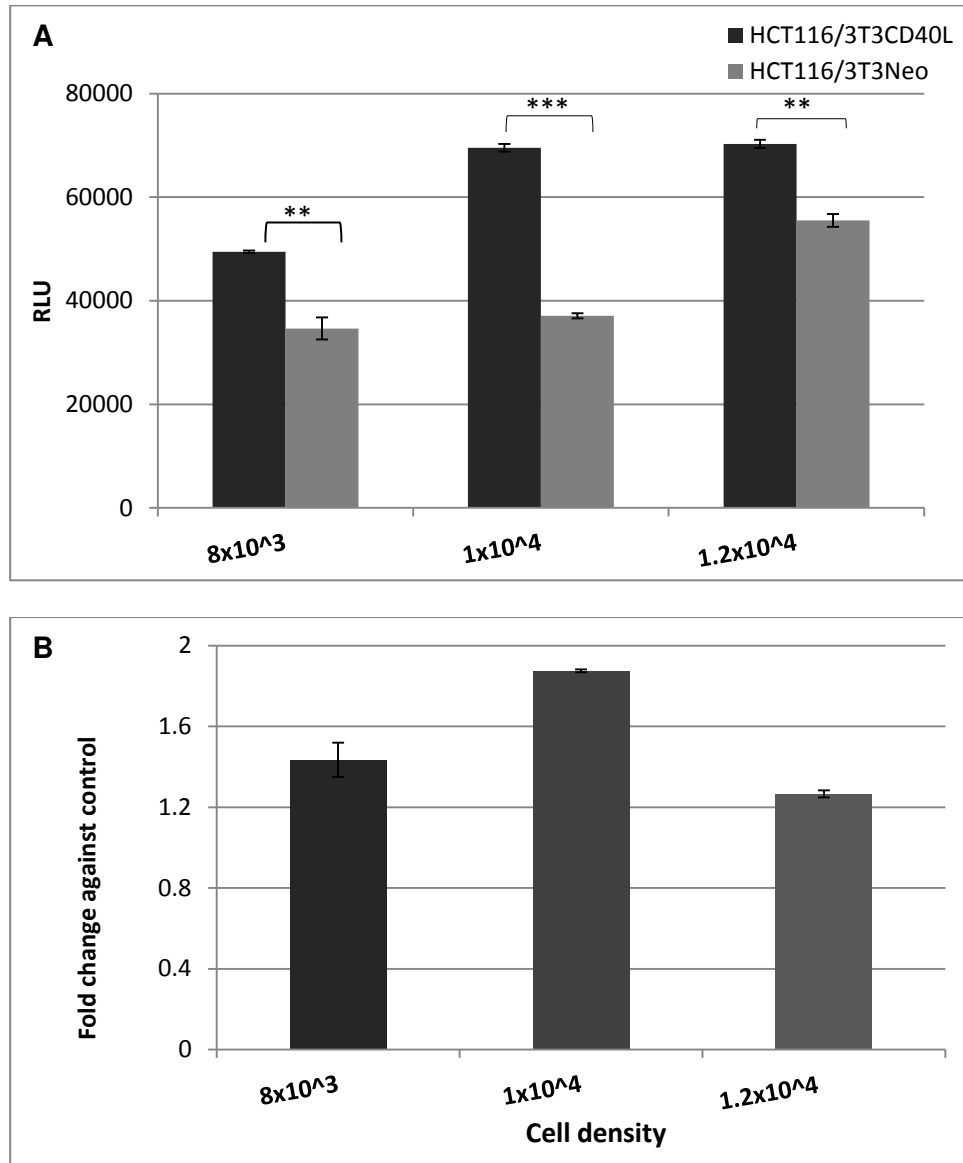 A
HCT116/3T3CD40L
HCT116/3T3Neo
80000
60000
40000
20000
0
RLU
**
***
**
8x10^3
1x10^4
1.2x10^4
B
2
1.6
1.2
0.8
0.4
0
Fold change against control
8x10^3
1x10^4
1.2x10^4
Cell density